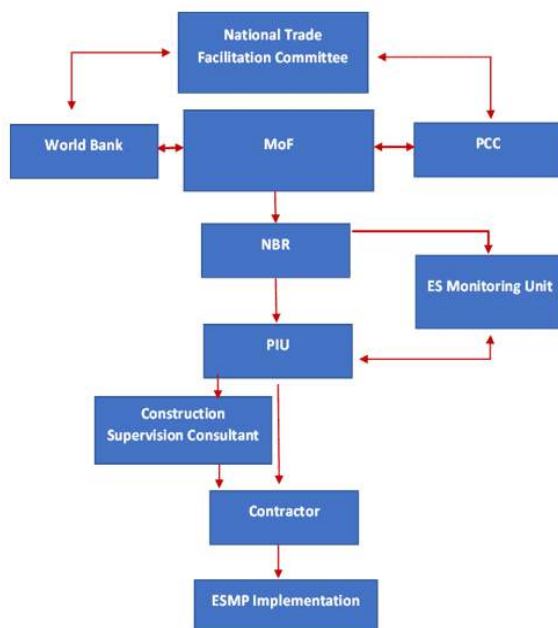 National Trade
Facilitation Committee
World Bank
MoF
PCC
NBR
ES Monitoring Unit
PIU
Construction
Supervision Consultant
Contractor
ESMP Implementation